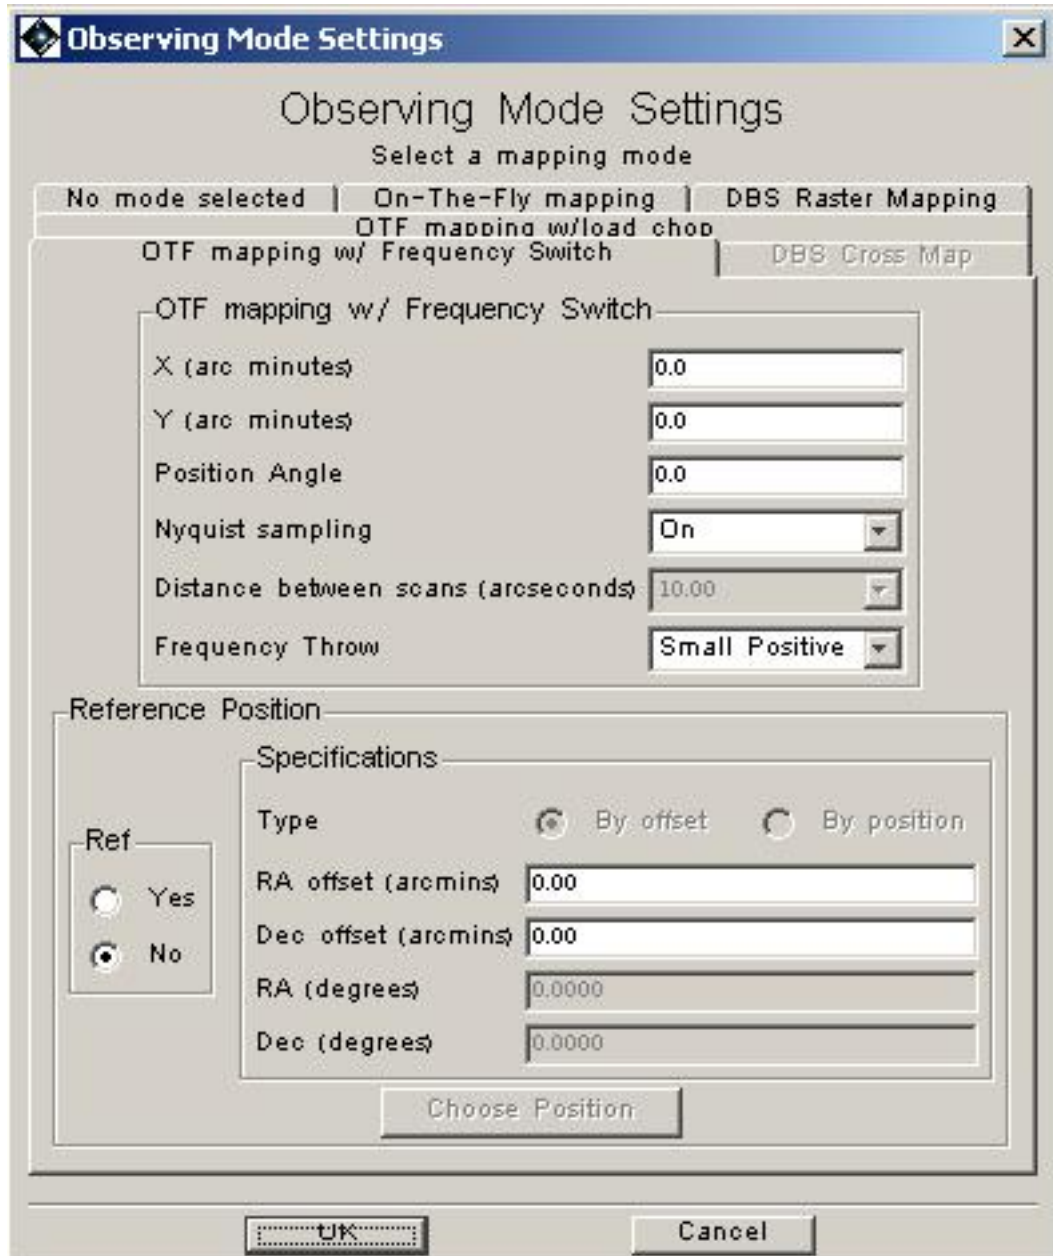 Observing Mode Settings
Observing Mode Settings
Select a mapping mode
No mode selected On-The-Fly mapping DBS Raster Mapping
OTF mapping w/load chop
OTF mapping w/ Frequency Switch DBS Cross Map
OTF mapping w/ Frequency Switch
X (arc minutes) 0.0
Y (arc minutes) 0.0
Position Angle 0.0
Nyquist sampling On
Distance between scans (arcseconds) 10.00
Frequency Throw Small Positive
Reference Position
Specifications
Type By offset By position
Ref
Yes
No
RA offset (arcmins) 0.00
Dec offset (arcmins) 0.00
RA (degrees) 0.0000
Dec (degrees) 0.0000
Choose Position
OK Cancel